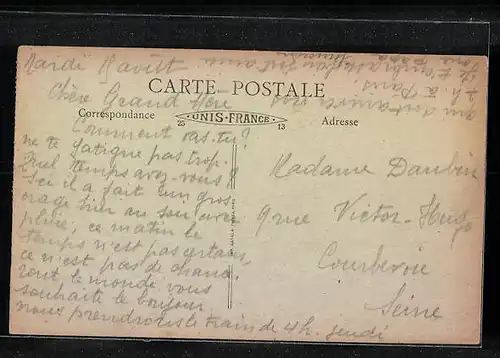 Mardi
CARTE POSTALE
Chère Grand Mère
Correspondance
UNIS-FRANCE
25
13
Adresse
Comment vas-tu?
ne te fatigue pas trop.
Quel temps avez-vous?
Ici il a fait un gros
orage hier au soir avec
pluie, ce matin le
temps n'est pas certain,
ce n'est pas de chaud,
tout le monde vous
souhaite le bonjour,
nous prendrons le train de 4h. jeudi
Madame Daubin
9 rue Victor-Hugo
Courbevoie
Seine